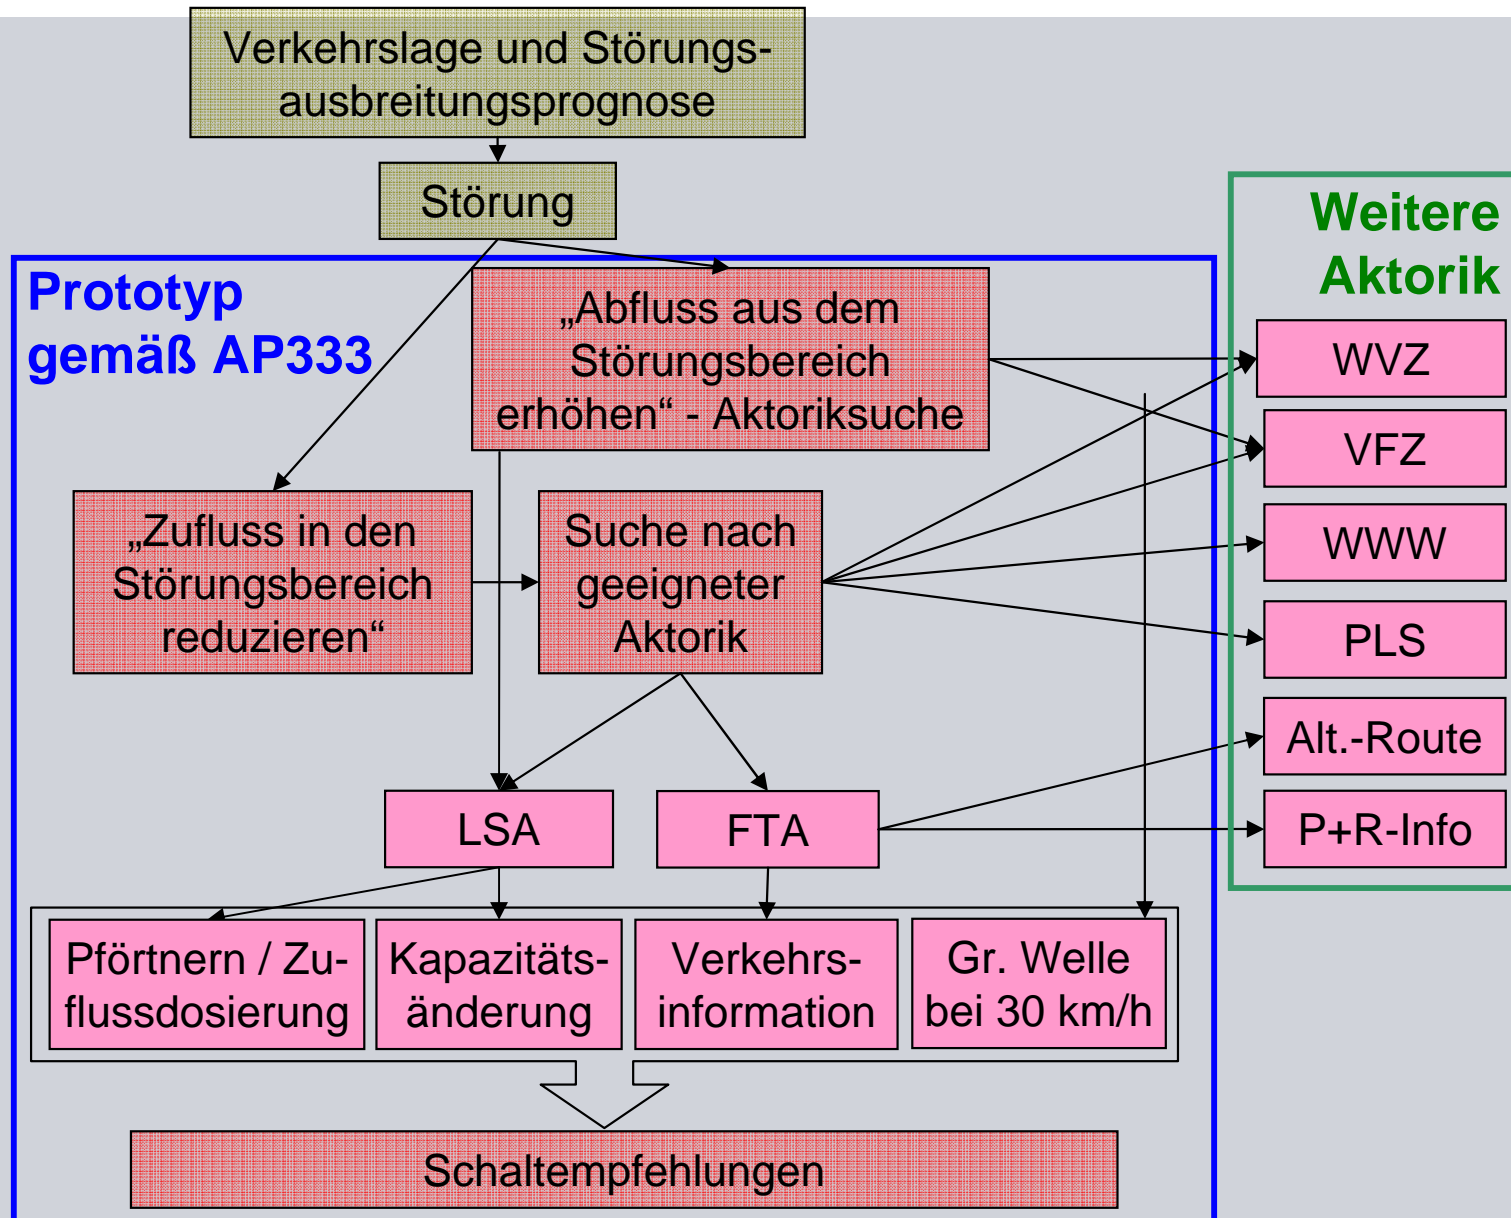 Verkehrslage und Störungs-
ausbreitungsprognose
Störung
Prototyp
gemäß AP333
„Abfluss aus dem
Störungsbereich
erhöhen“ - Aktoriksuche
„Zufluss in den
Störungsbereich
reduzieren“
Suche nach
geeigneter
Aktorik
LSA
FTA
Pförtnern / Zu-
flussdosierung
Kapazitäts-
änderung
Verkehrs-
information
Gr. Welle
bei 30 km/h
Schaltempfehlungen
Weitere
Aktorik
WVZ
VFZ
WWW
PLS
Alt.-Route
P+R-Info